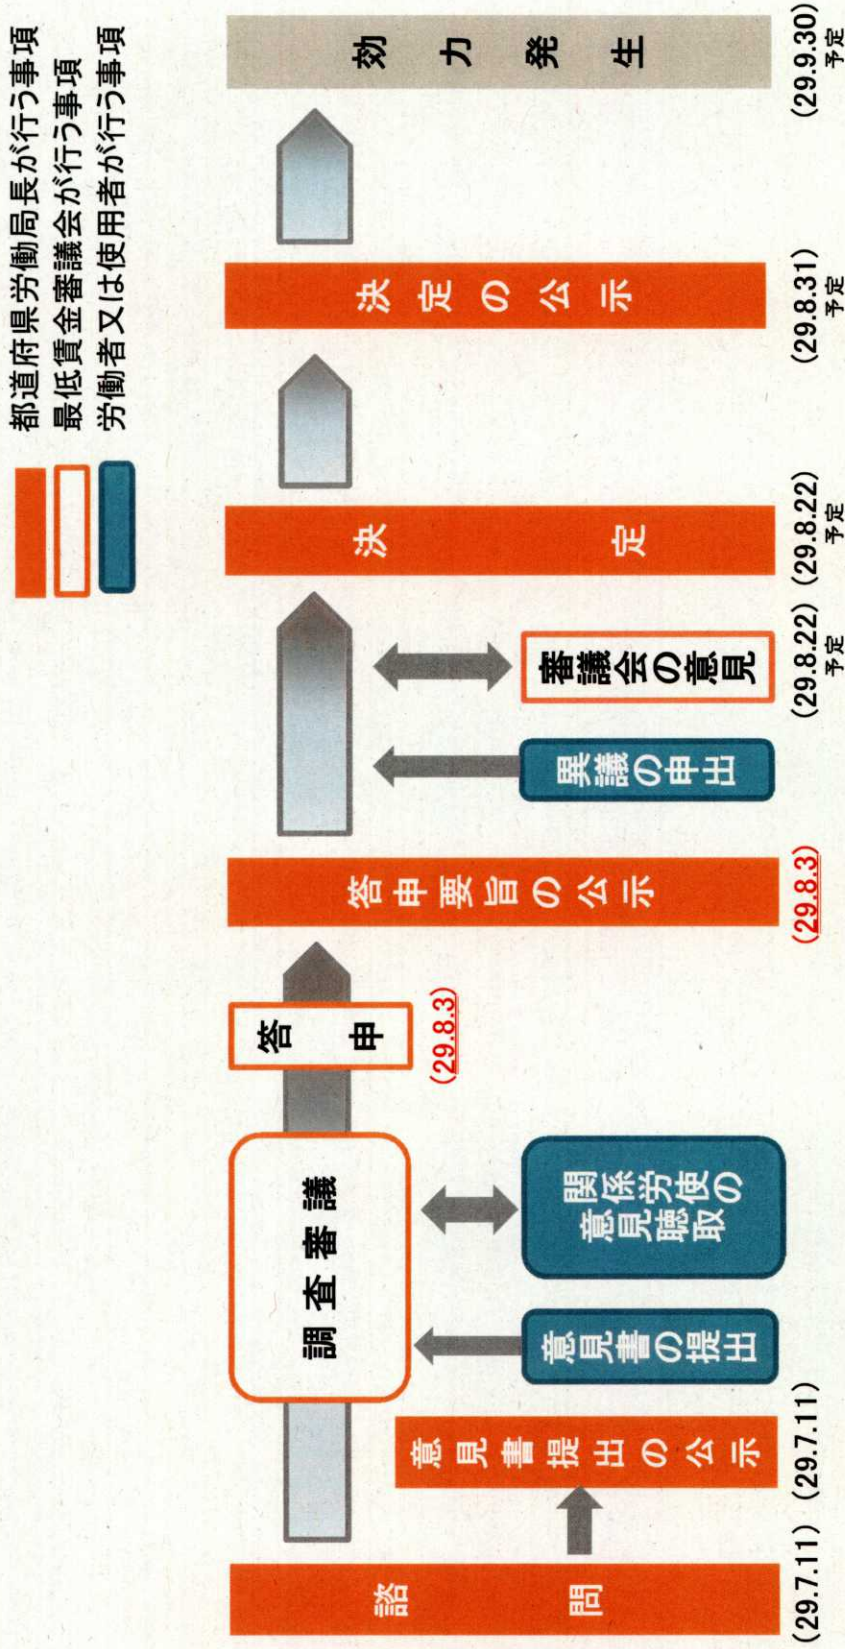 都道府県労働局長が行う事項
最低賃金審議会が行う事項
労働者又は使用者が行う事項
諮問
(29.7.11)
意見書提出の公示
(29.7.11)
意見書の提出
調査審議
関係労使の
意見聴取
答申
(29.8.3)
答申要旨の公示
(29.8.3)
異議の申出
審議会の意見
(29.8.22)
予定
決定
(29.8.22)
予定
決定の公示
(29.8.31)
予定
効力発生
(29.9.30)
予定